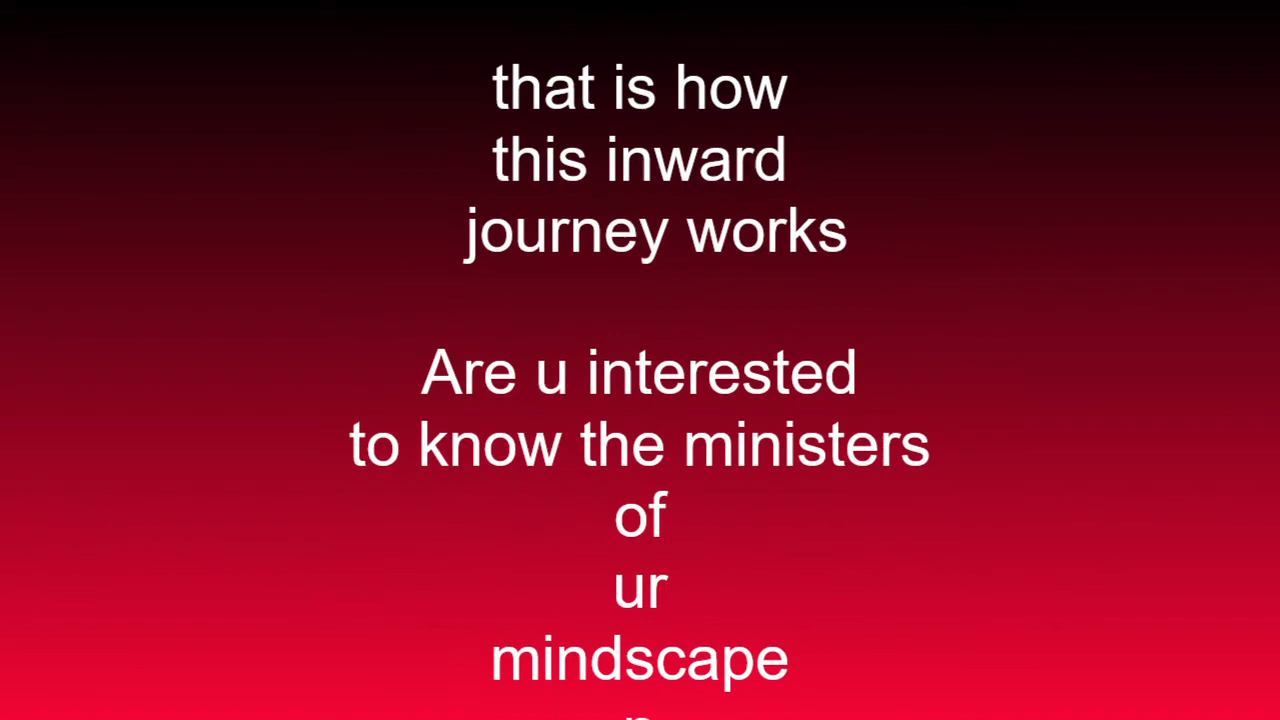 that is how
this inward
journey works
Are u interested
to know the ministers
of
ur
mindscape